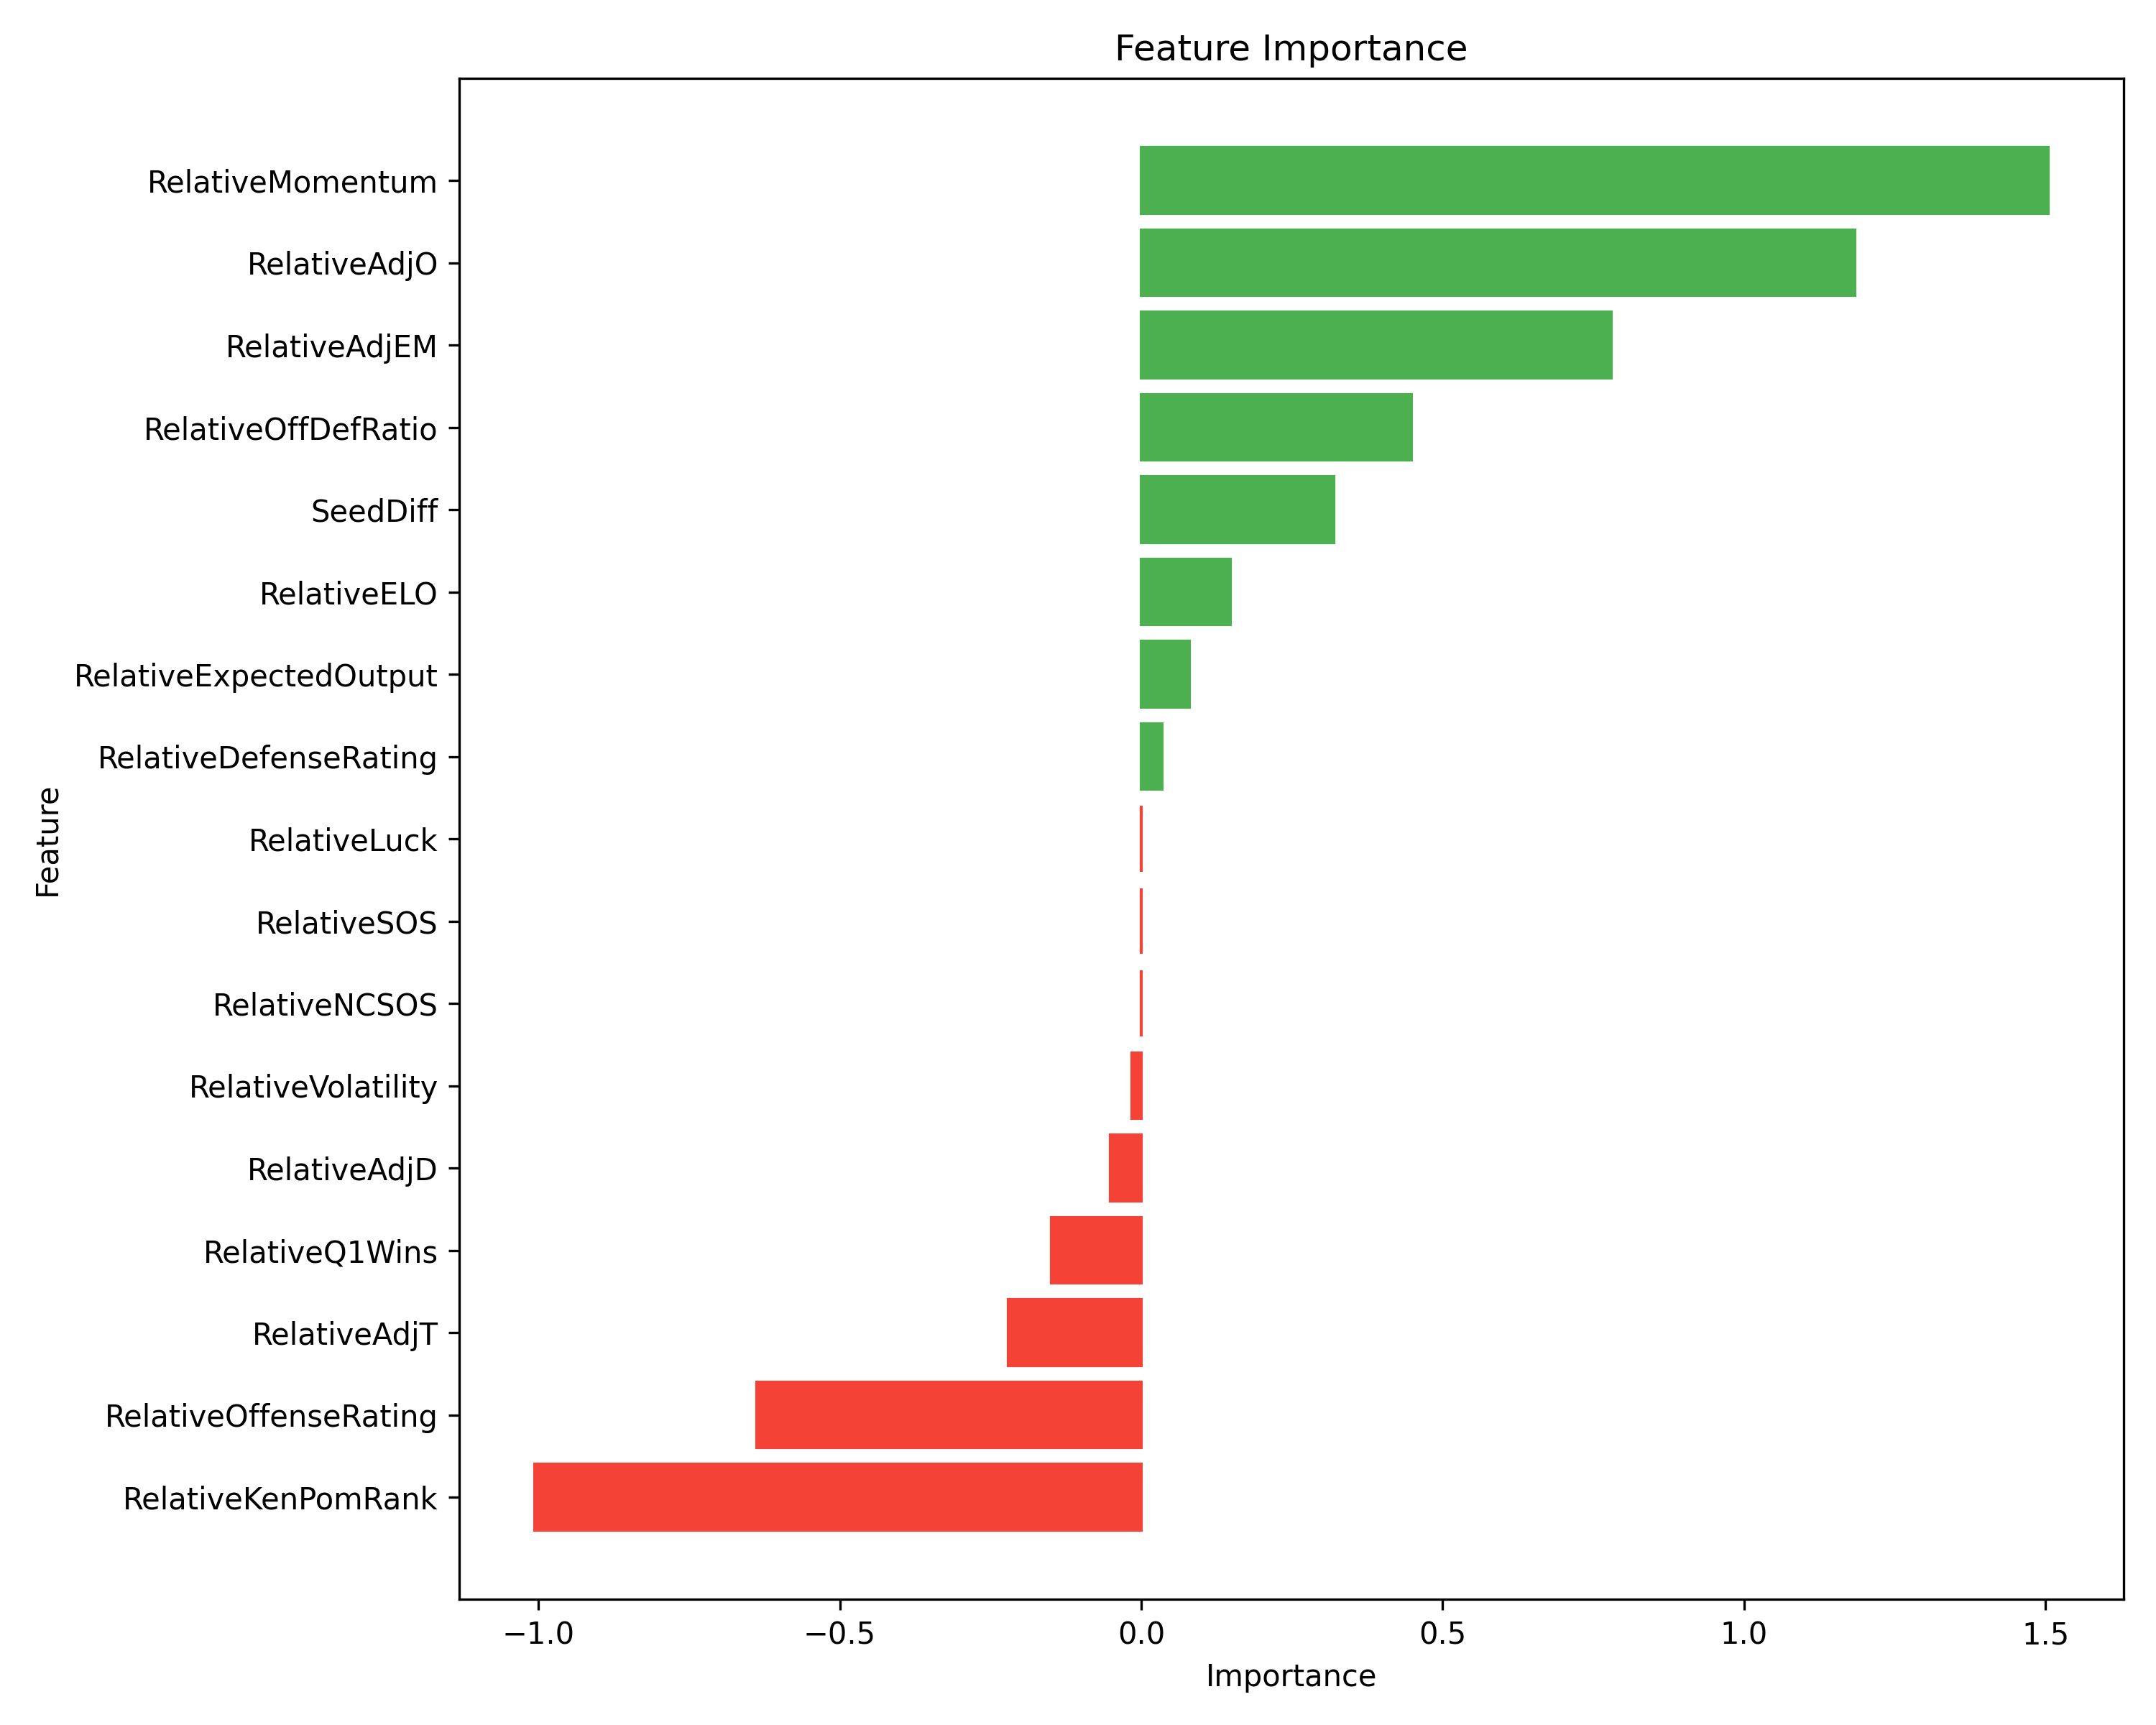 Feature Importance
RelativeMomentum
RelativeAdjO
RelativeAdjEM
RelativeOffDefRatio
SeedDiff
RelativeELO
RelativeExpectedOutput
RelativeDefenseRating
RelativeLuck
RelativeSOS
RelativeNCSOS
RelativeVolatility
RelativeAdjD
RelativeQ1Wins
RelativeAdjT
RelativeOffenseRating
RelativeKenPomRank
Feature
−1.0 −0.5 0.0 0.5 1.0 1.5
Importance